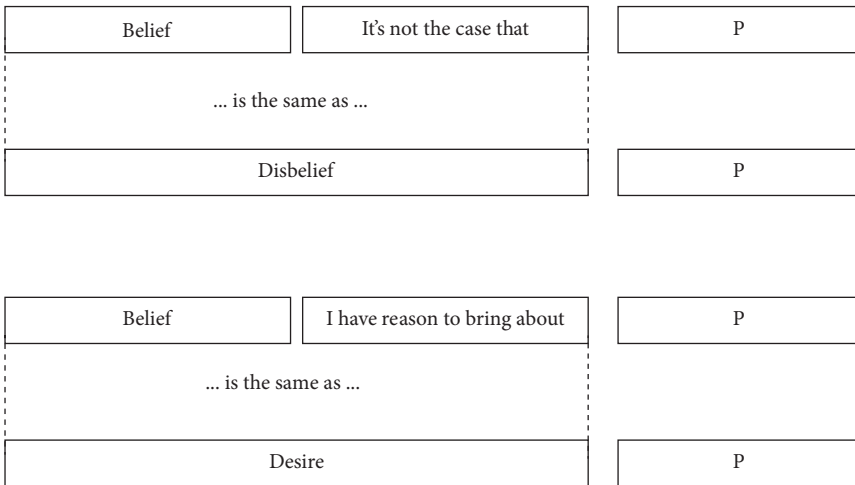 Belief It's not the case that P
... is the same as ...
Disbelief P
Belief I have reason to bring about P
... is the same as ...
Desire P